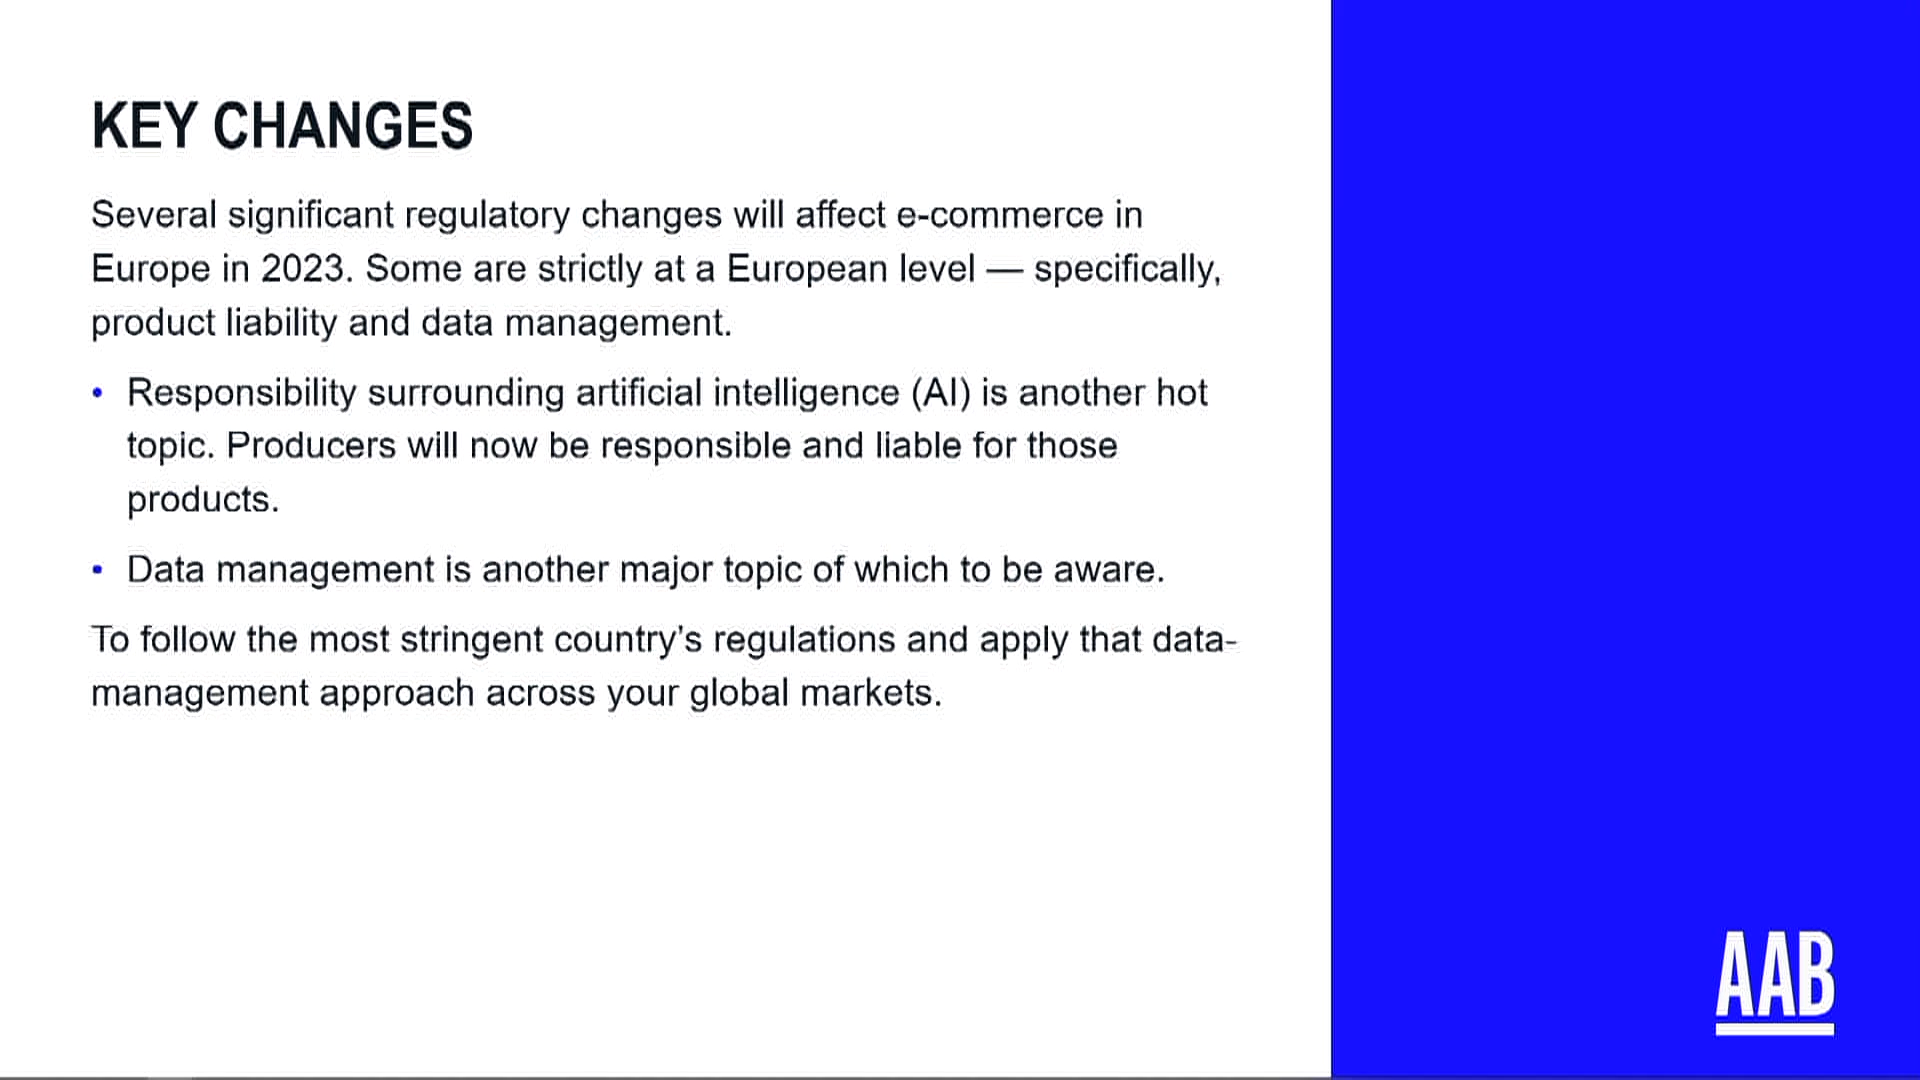 KEY CHANGES
Several significant regulatory changes will affect e-commerce in
Europe in 2023. Some are strictly at a European level — specifically,
product liability and data management.
• Responsibility surrounding artificial intelligence (AI) is another hot
topic. Producers will now be responsible and liable for those
products.
• Data management is another major topic of which to be aware.
To follow the most stringent country’s regulations and apply that data-
management approach across your global markets.
AAB